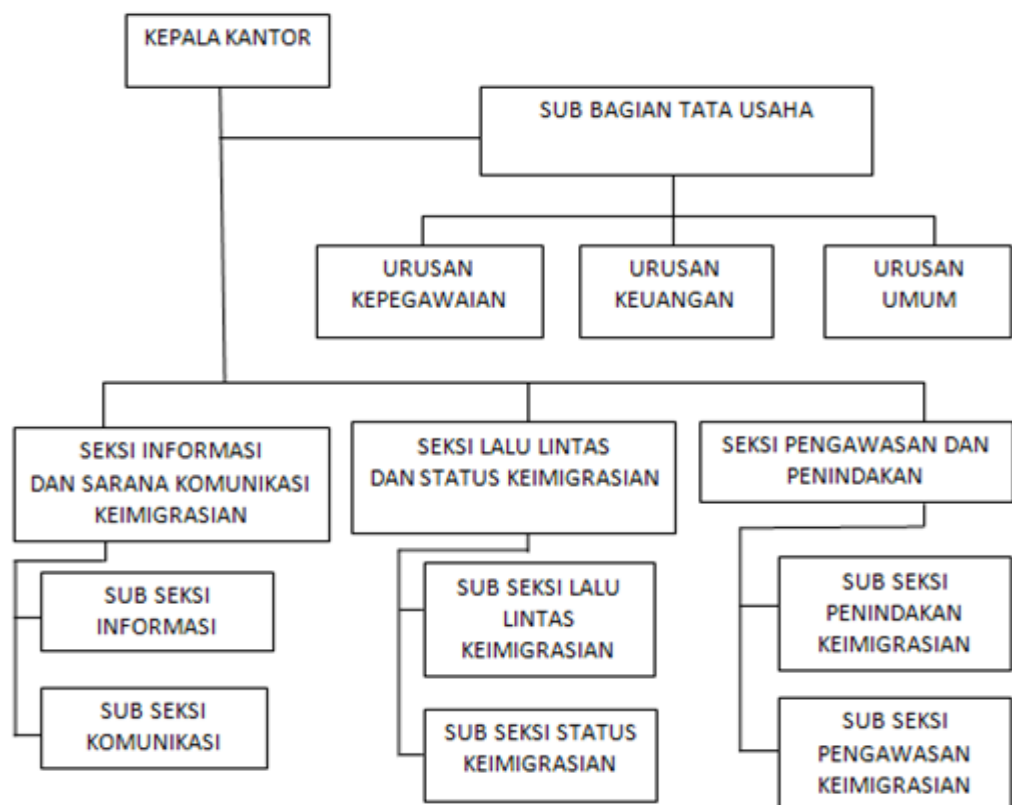 KEPALA KANTOR
SUB BAGIAN TATA USAHA
URUSAN
KEPEGAWAIAN
URUSAN
KEUANGAN
URUSAN
UMUM
SEKSI INFORMASI
DAN SARANA KOMUNIKASI
KEIMIGRASIAN
SUB SEKSI
INFORMASI
SUB SEKSI
KOMUNIKASI
SEKSI LALU LINTAS
DAN STATUS KEIMIGRASIAN
SUB SEKSI LALU
LINTAS
KEIMIGRASIAN
SUB SEKSI STATUS
KEIMIGRASIAN
SEKSI PENGAWASAN DAN
PENINDAKAN
SUB SEKSI
PENINDAKAN
KEIMIGRASIAN
SUB SEKSI
PENGAWASAN
KEIMIGRASIAN